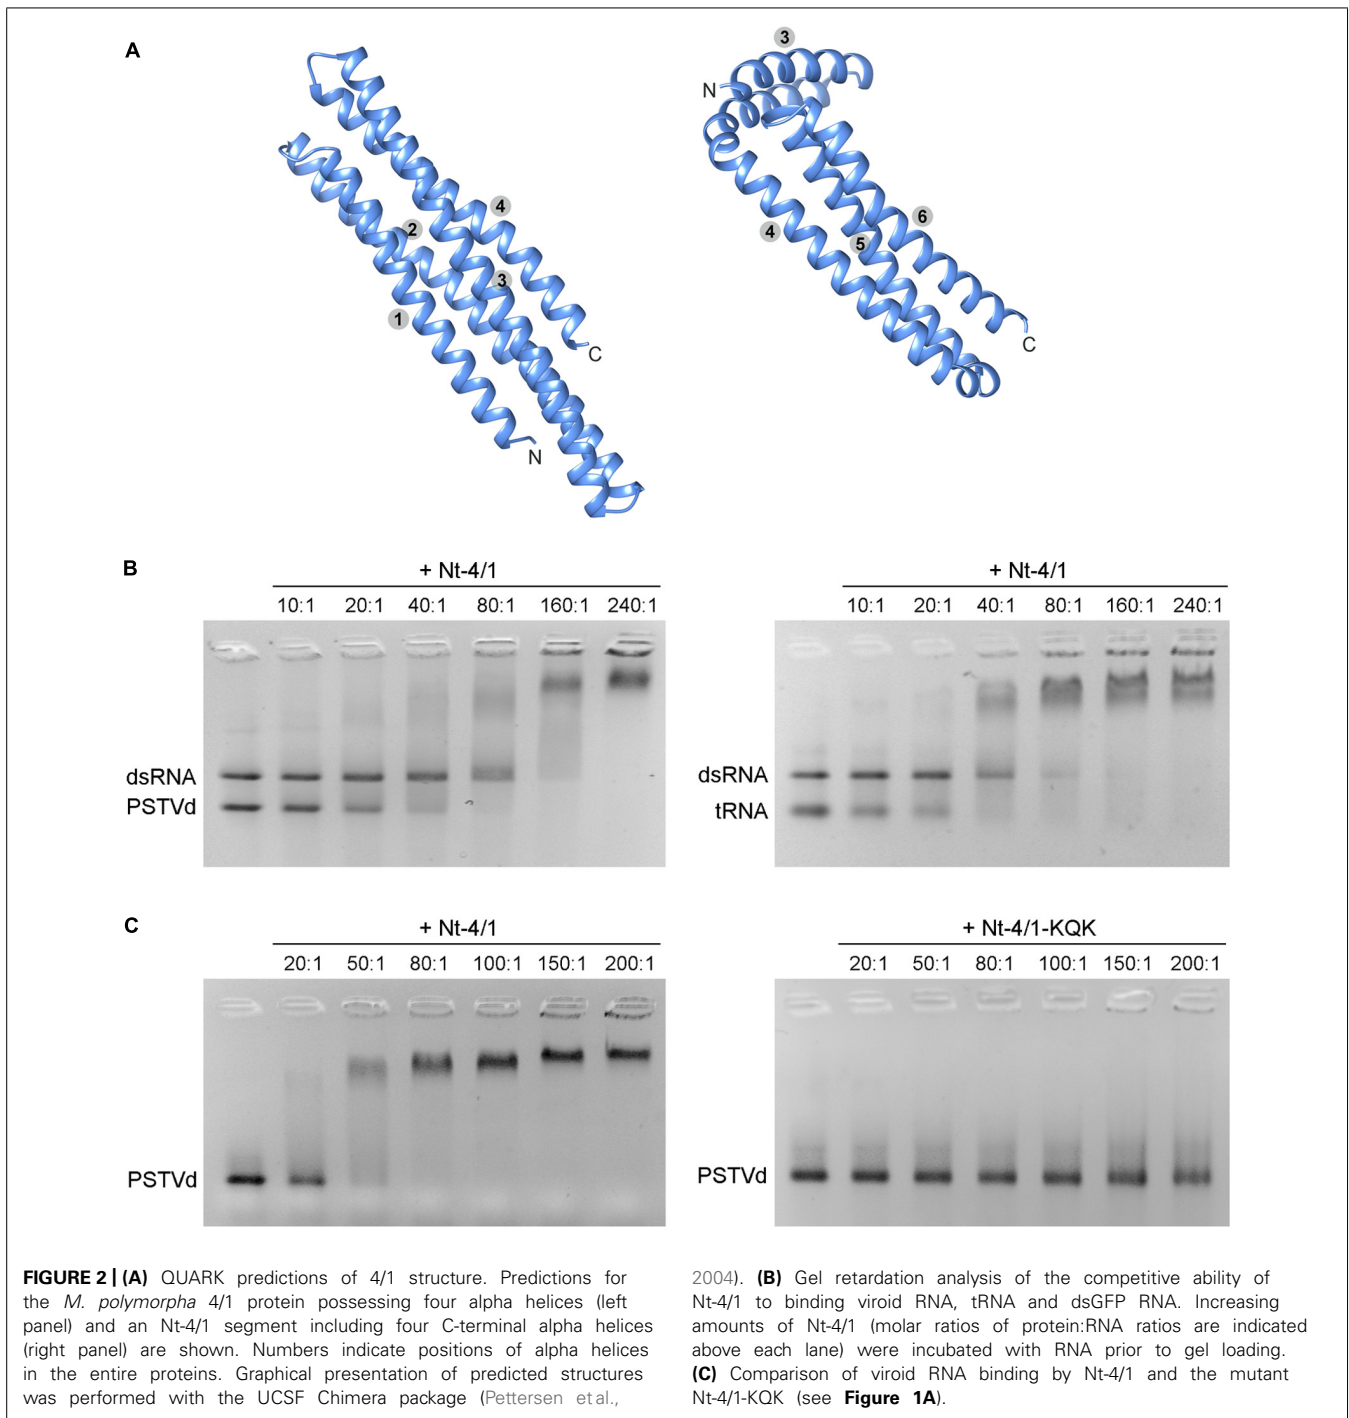 A
4
2
3
1
C
N
3
N
4
5
6
C
B
+ Nt-4/1
10:1 20:1 40:1 80:1 160:1 240:1
dsRNA
PSTVd
+ Nt-4/1
10:1 20:1 40:1 80:1 160:1 240:1
dsRNA
tRNA
C
+ Nt-4/1
20:1 50:1 80:1 100:1 150:1 200:1
PSTVd
+ Nt-4/1-KQK
20:1 50:1 80:1 100:1 150:1 200:1
PSTVd
FIGURE 2 | (A) QUARK predictions of 4/1 structure. Predictions for
the M. polymorpha 4/1 protein possessing four alpha helices (left
panel) and an Nt-4/1 segment including four C-terminal alpha helices
(right panel) are shown. Numbers indicate positions of alpha helices
in the entire proteins. Graphical presentation of predicted structures
was performed with the UCSF Chimera package (Pettersen et al.,
2004). (B) Gel retardation analysis of the competitive ability of
Nt-4/1 to binding viroid RNA, tRNA and dsGFP RNA. Increasing
amounts of Nt-4/1 (molar ratios of protein:RNA ratios are indicated
above each lane) were incubated with RNA prior to gel loading.
(C) Comparison of viroid RNA binding by Nt-4/1 and the mutant
Nt-4/1-KQK (see Figure 1A).